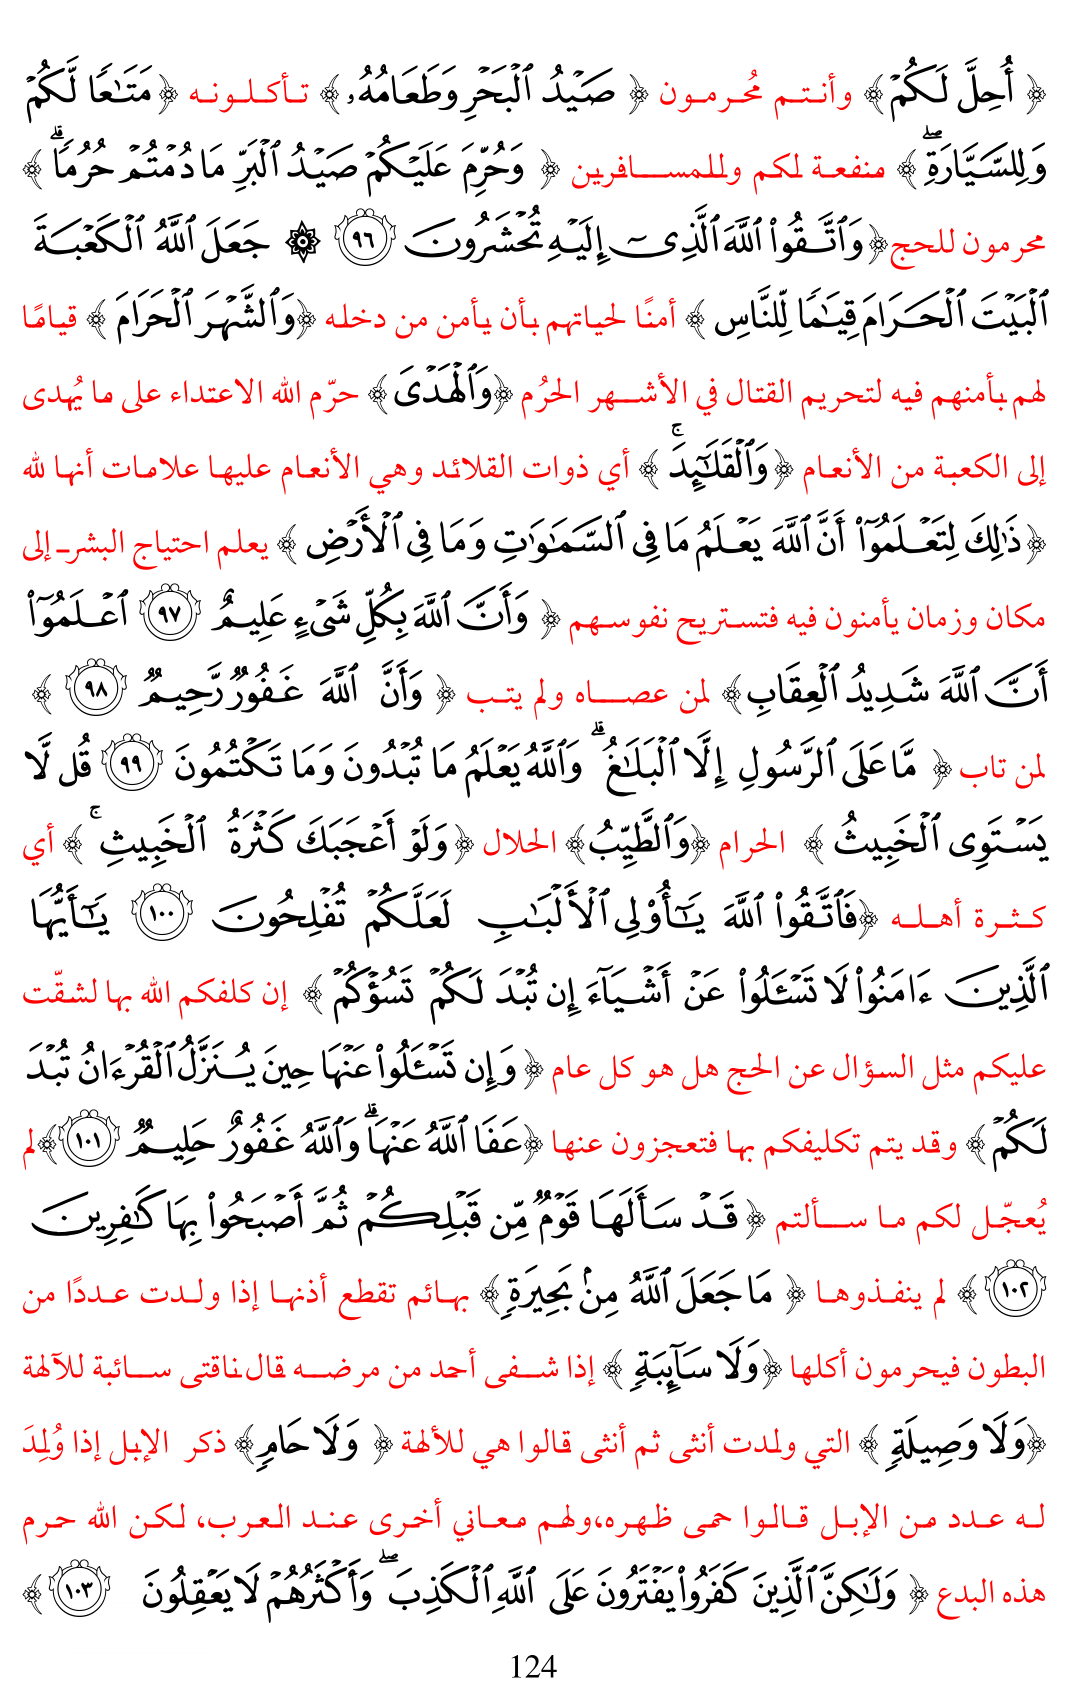 ﴿ أُحِلَّ لَكُمۡ ﴾ وأنتم مُحرمون ﴿ صَيۡدُ ٱلۡبَحۡرِ وَطَعَامُهُۥ ﴾ تأكلونه ﴿ مَتَٰعٗا لَّكُمۡ
وَلِلسَّيَّارَةِۖ ﴾ منفعة لكم وللمسافرين ﴿ وَحُرِّمَ عَلَيۡكُمۡ صَيۡدُ ٱلۡبَرِّ مَا دُمۡتُمۡ حُرُمٗاۗ ﴾
محرمون للحج ﴿ وَٱتَّقُواْ ٱللَّهَ ٱلَّذِيٓ إِلَيۡهِ تُحۡشَرُونَ ٩٦ ۞ جَعَلَ ٱللَّهُ ٱلۡكَعۡبَةَ
ٱلۡبَيۡتَ ٱلۡحَرَامَ قِيَٰمٗا لِّلنَّاسِ ﴾ أمنًا لحياتهم بأن يأمن من دخله ﴿ وَٱلشَّهۡرَ ٱلۡحَرَامَ ﴾ قيامًا
لهم بأمنهم فيه لتحريم القتال في الأشهر الحرُم ﴿ وَٱلۡهَدۡيَ ﴾ حرّم الله الاعتداء على ما يُهدى
إلى الكعبة من الأنعام ﴿ وَٱلۡقَلَٰٓئِدَۚ ﴾ أي ذوات القلائد وهي الأنعام عليها علامات أنها لله
﴿ ذَٰلِكَ لِتَعۡلَمُوٓاْ أَنَّ ٱللَّهَ يَعۡلَمُ مَا فِي ٱلسَّمَٰوَٰتِ وَمَا فِي ٱلۡأَرۡضِ ﴾ يعلم احتياج البشر إلى
مكان وزمان يأمنون فيه فتستريح نفوسهم ﴿ وَأَنَّ ٱللَّهَ بِكُلِّ شَيۡءٍ عَلِيمٌ ٩٧ ٱعۡلَمُوٓاْ
أَنَّ ٱللَّهَ شَدِيدُ ٱلۡعِقَابِ ﴾ لمن عصاه ولم يتب ﴿ وَأَنَّ ٱللَّهَ غَفُورٞ رَّحِيمٞ ٩٨ ﴾
لمن تاب ﴿ مَّا عَلَى ٱلرَّسُولِ إِلَّا ٱلۡبَلَٰغُۗ وَٱللَّهُ يَعۡلَمُ مَا تُبۡدُونَ وَمَا تَكۡتُمُونَ ٩٩ قُل لَّا
يَسۡتَوِي ٱلۡخَبِيثُ ﴾ الحرام ﴿ وَٱلطَّيِّبُ ﴾ الحلال ﴿ وَلَوۡ أَعۡجَبَكَ كَثۡرَةُ ٱلۡخَبِيثِۚ ﴾ أي
كثرة أهله ﴿ فَٱتَّقُواْ ٱللَّهَ يَٰٓأُوْلِي ٱلۡأَلۡبَٰبِ لَعَلَّكُمۡ تُفۡلِحُونَ ١٠٠ يَٰٓأَيُّهَا
ٱلَّذِينَ ءَامَنُواْ لَا تَسۡـَٔلُواْ عَنۡ أَشۡيَآءَ إِن تُبۡدَ لَكُمۡ تَسُؤۡكُمۡ ﴾ إن كلفكم الله بها لشقّت
عليكم مثل السؤال عن الحج هل هو كل عام ﴿ وَإِن تَسۡـَٔلُواْ عَنۡهَا حِينَ يُنَزَّلُ ٱلۡقُرۡءَانُ تُبۡدَ
لَكُمۡ ﴾ وقد يتم تكليفكم بها فتعجزون عنها ﴿ عَفَا ٱللَّهُ عَنۡهَاۗ وَٱللَّهُ غَفُورٌ حَلِيمٞ ١٠١ ﴾ لم
يُعجّل لكم ما سألتم ﴿ قَدۡ سَأَلَهَا قَوۡمٞ مِّن قَبۡلِكُمۡ ثُمَّ أَصۡبَحُواْ بِهَا كَٰفِرِينَ
١٠٢ ﴾ لم ينفذوها ﴿ مَا جَعَلَ ٱللَّهُ مِنۢ بَحِيرَةٖ ﴾ بهائم تقطع أذنها إذا ولدت عددًا من
البطون فيحرمون أكلها ﴿ وَلَا سَآئِبَةٖ ﴾ إذا شفى أحمد من مرضه قال ناقتى سائبة للآلهة
﴿ وَلَا وَصِيلَةٖ ﴾ التي ولدت أنثى ثم أنثى قالوا هي للألهة ﴿ وَلَا حَامٖ ﴾ ذكر الإبل إذا وُلِدَ
له عدد من الإبل قالوا حمى ظهره،ولهم معاني أخرى عند العرب، لكن الله حرم
هذه البدع ﴿ وَلَٰكِنَّ ٱلَّذِينَ كَفَرُواْ يَفۡتَرُونَ عَلَى ٱللَّهِ ٱلۡكَذِبَۖ وَأَكۡثَرُهُمۡ لَا يَعۡقِلُونَ ١٠٣ ﴾
124